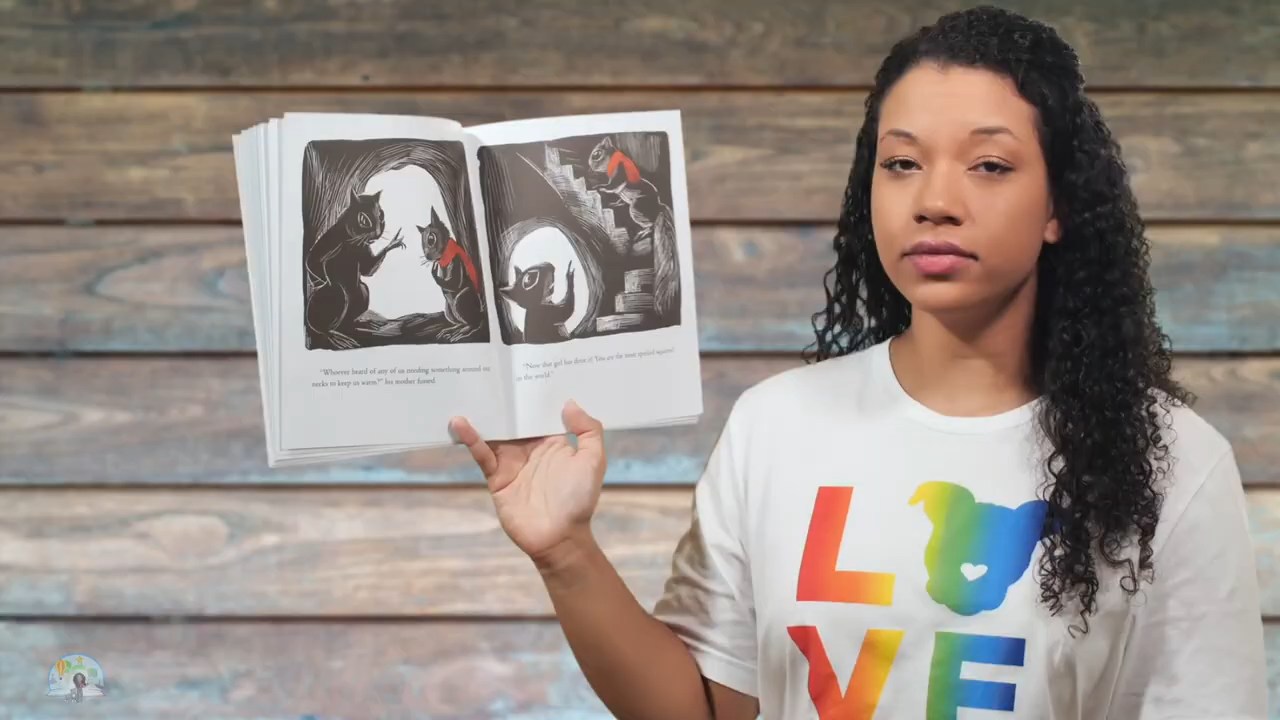 "Whoever heard of any of us needing something around our
necks to keep us warm?" his mother fussed.
"Now that girl has done it! You are the most spoiled squirrel
in the world."
L
VE